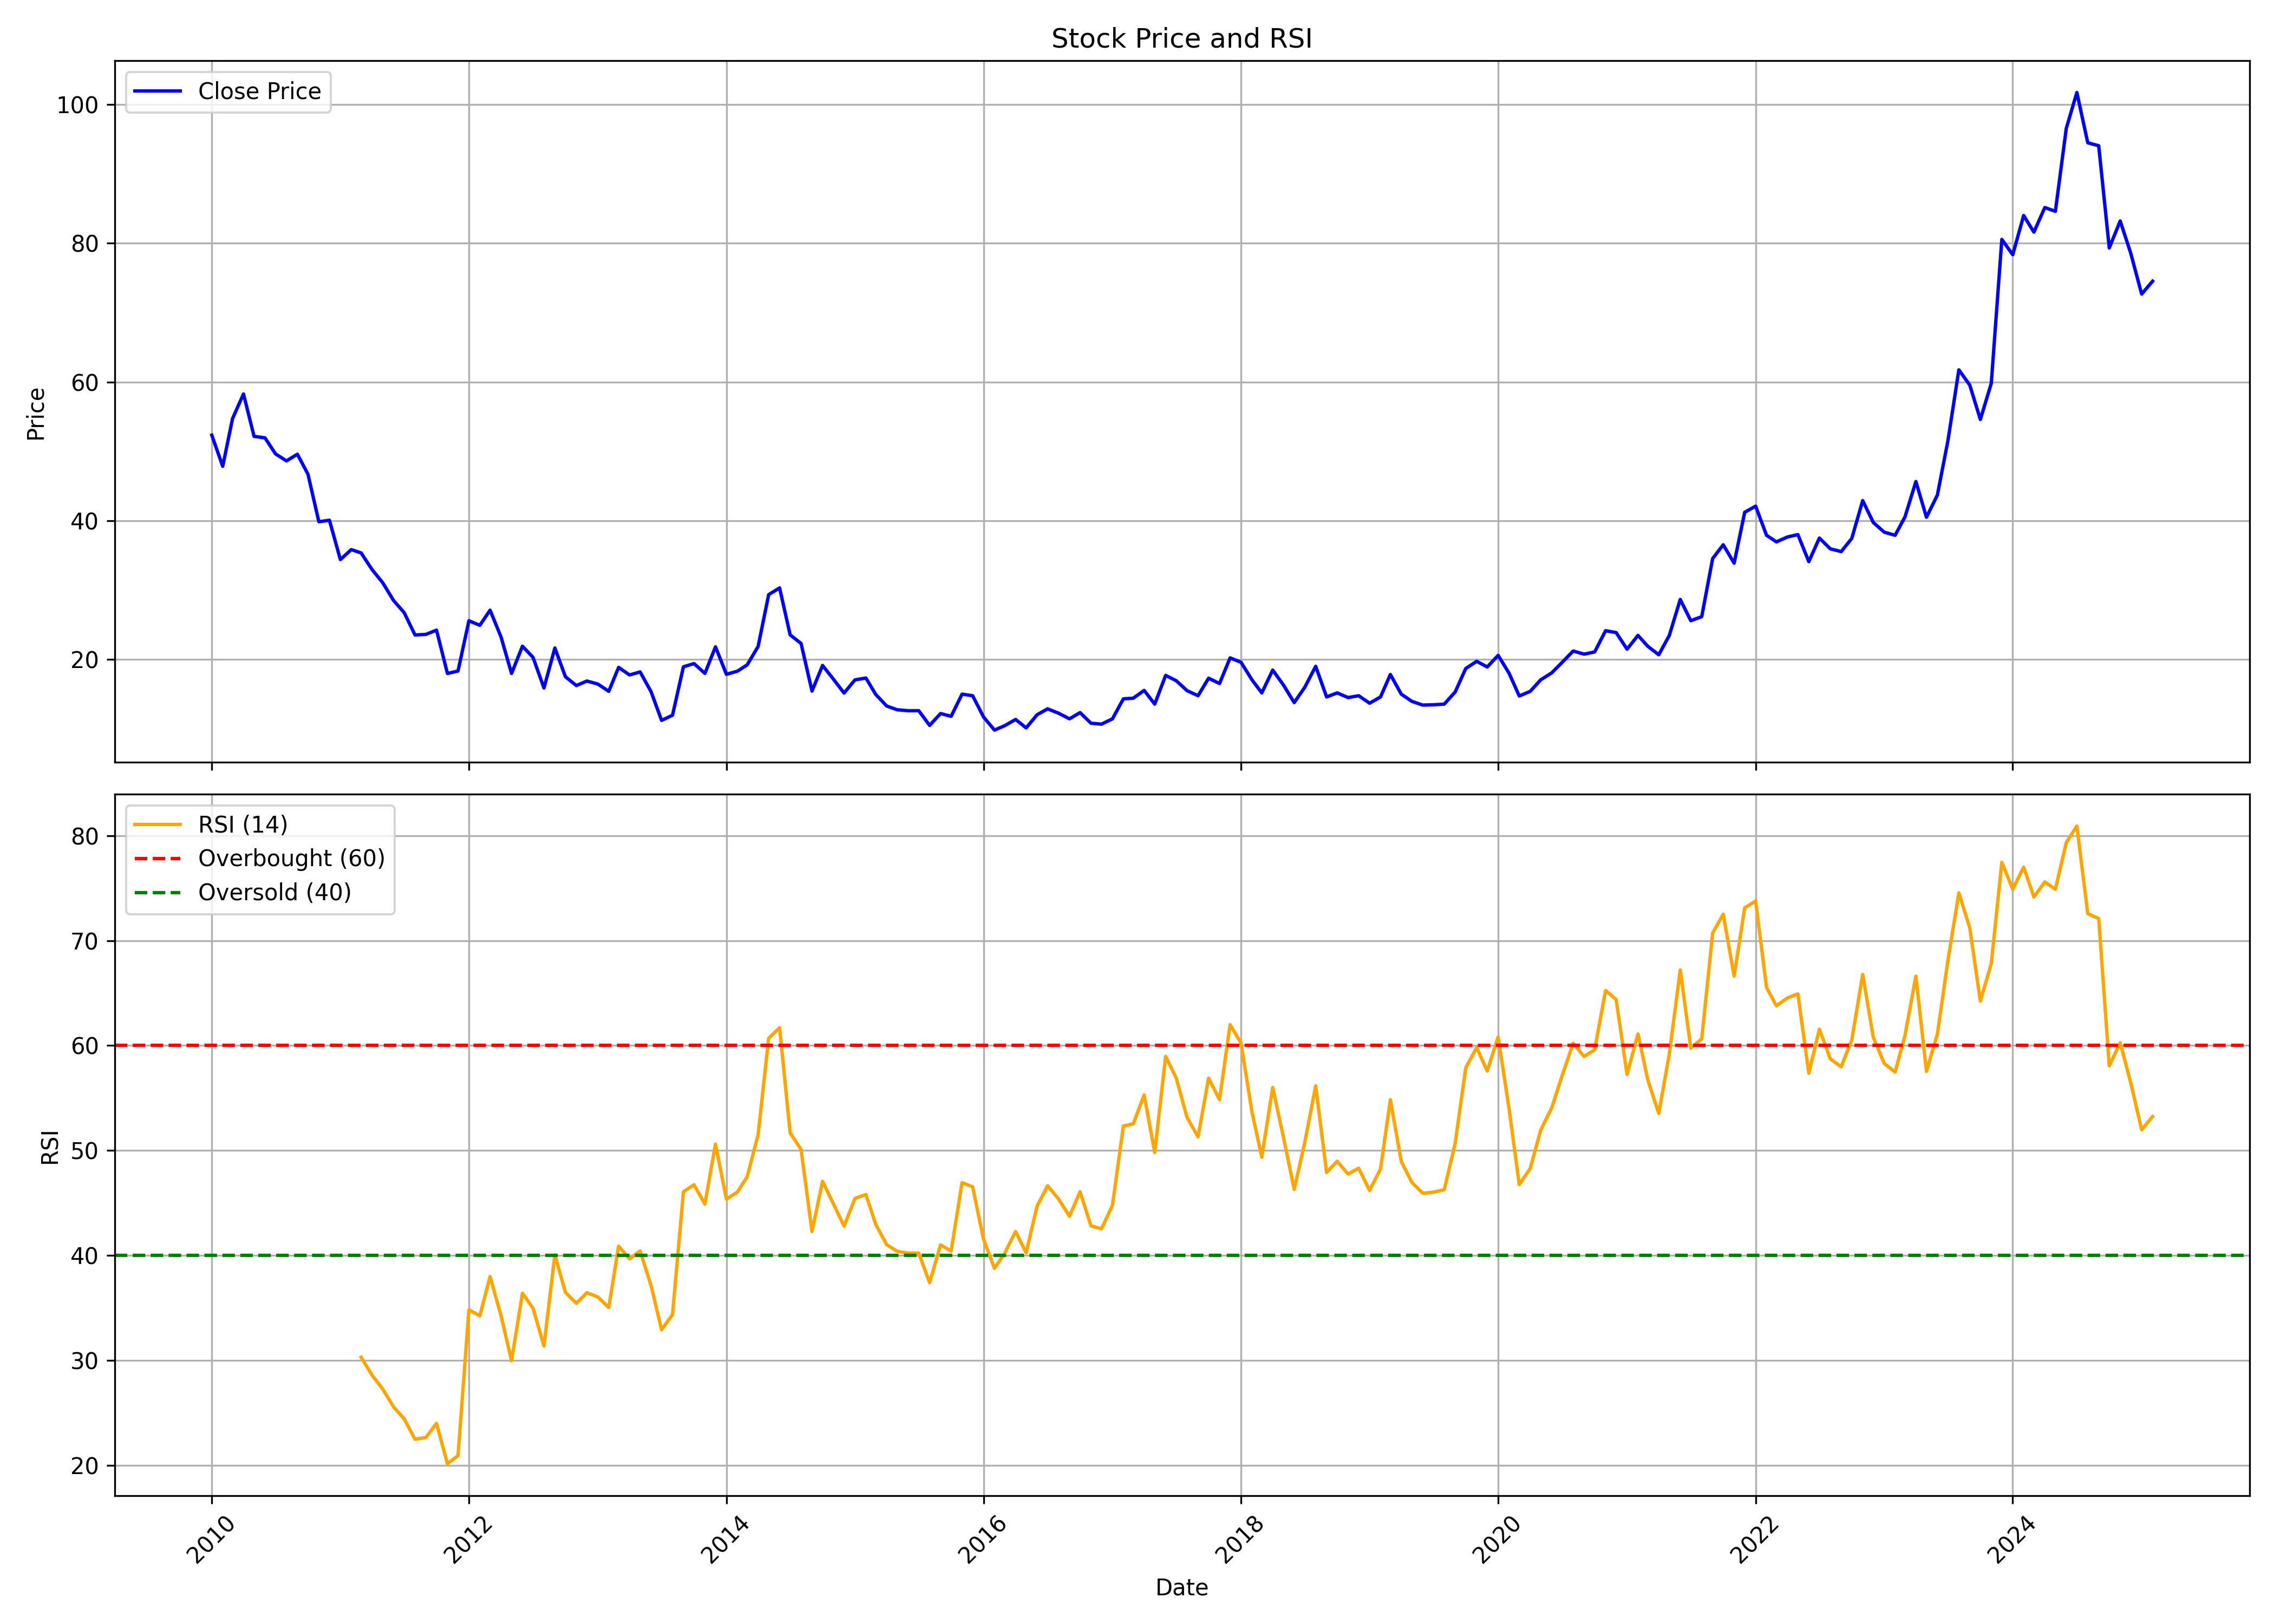 Stock Price and RSI
Close Price
100
80
60
40
20
Price
RSI (14)
Overbought (60)
Oversold (40)
80
70
60
50
40
30
20
RSI
2010
2012
2014
2016
2018
2020
2022
2024
Date